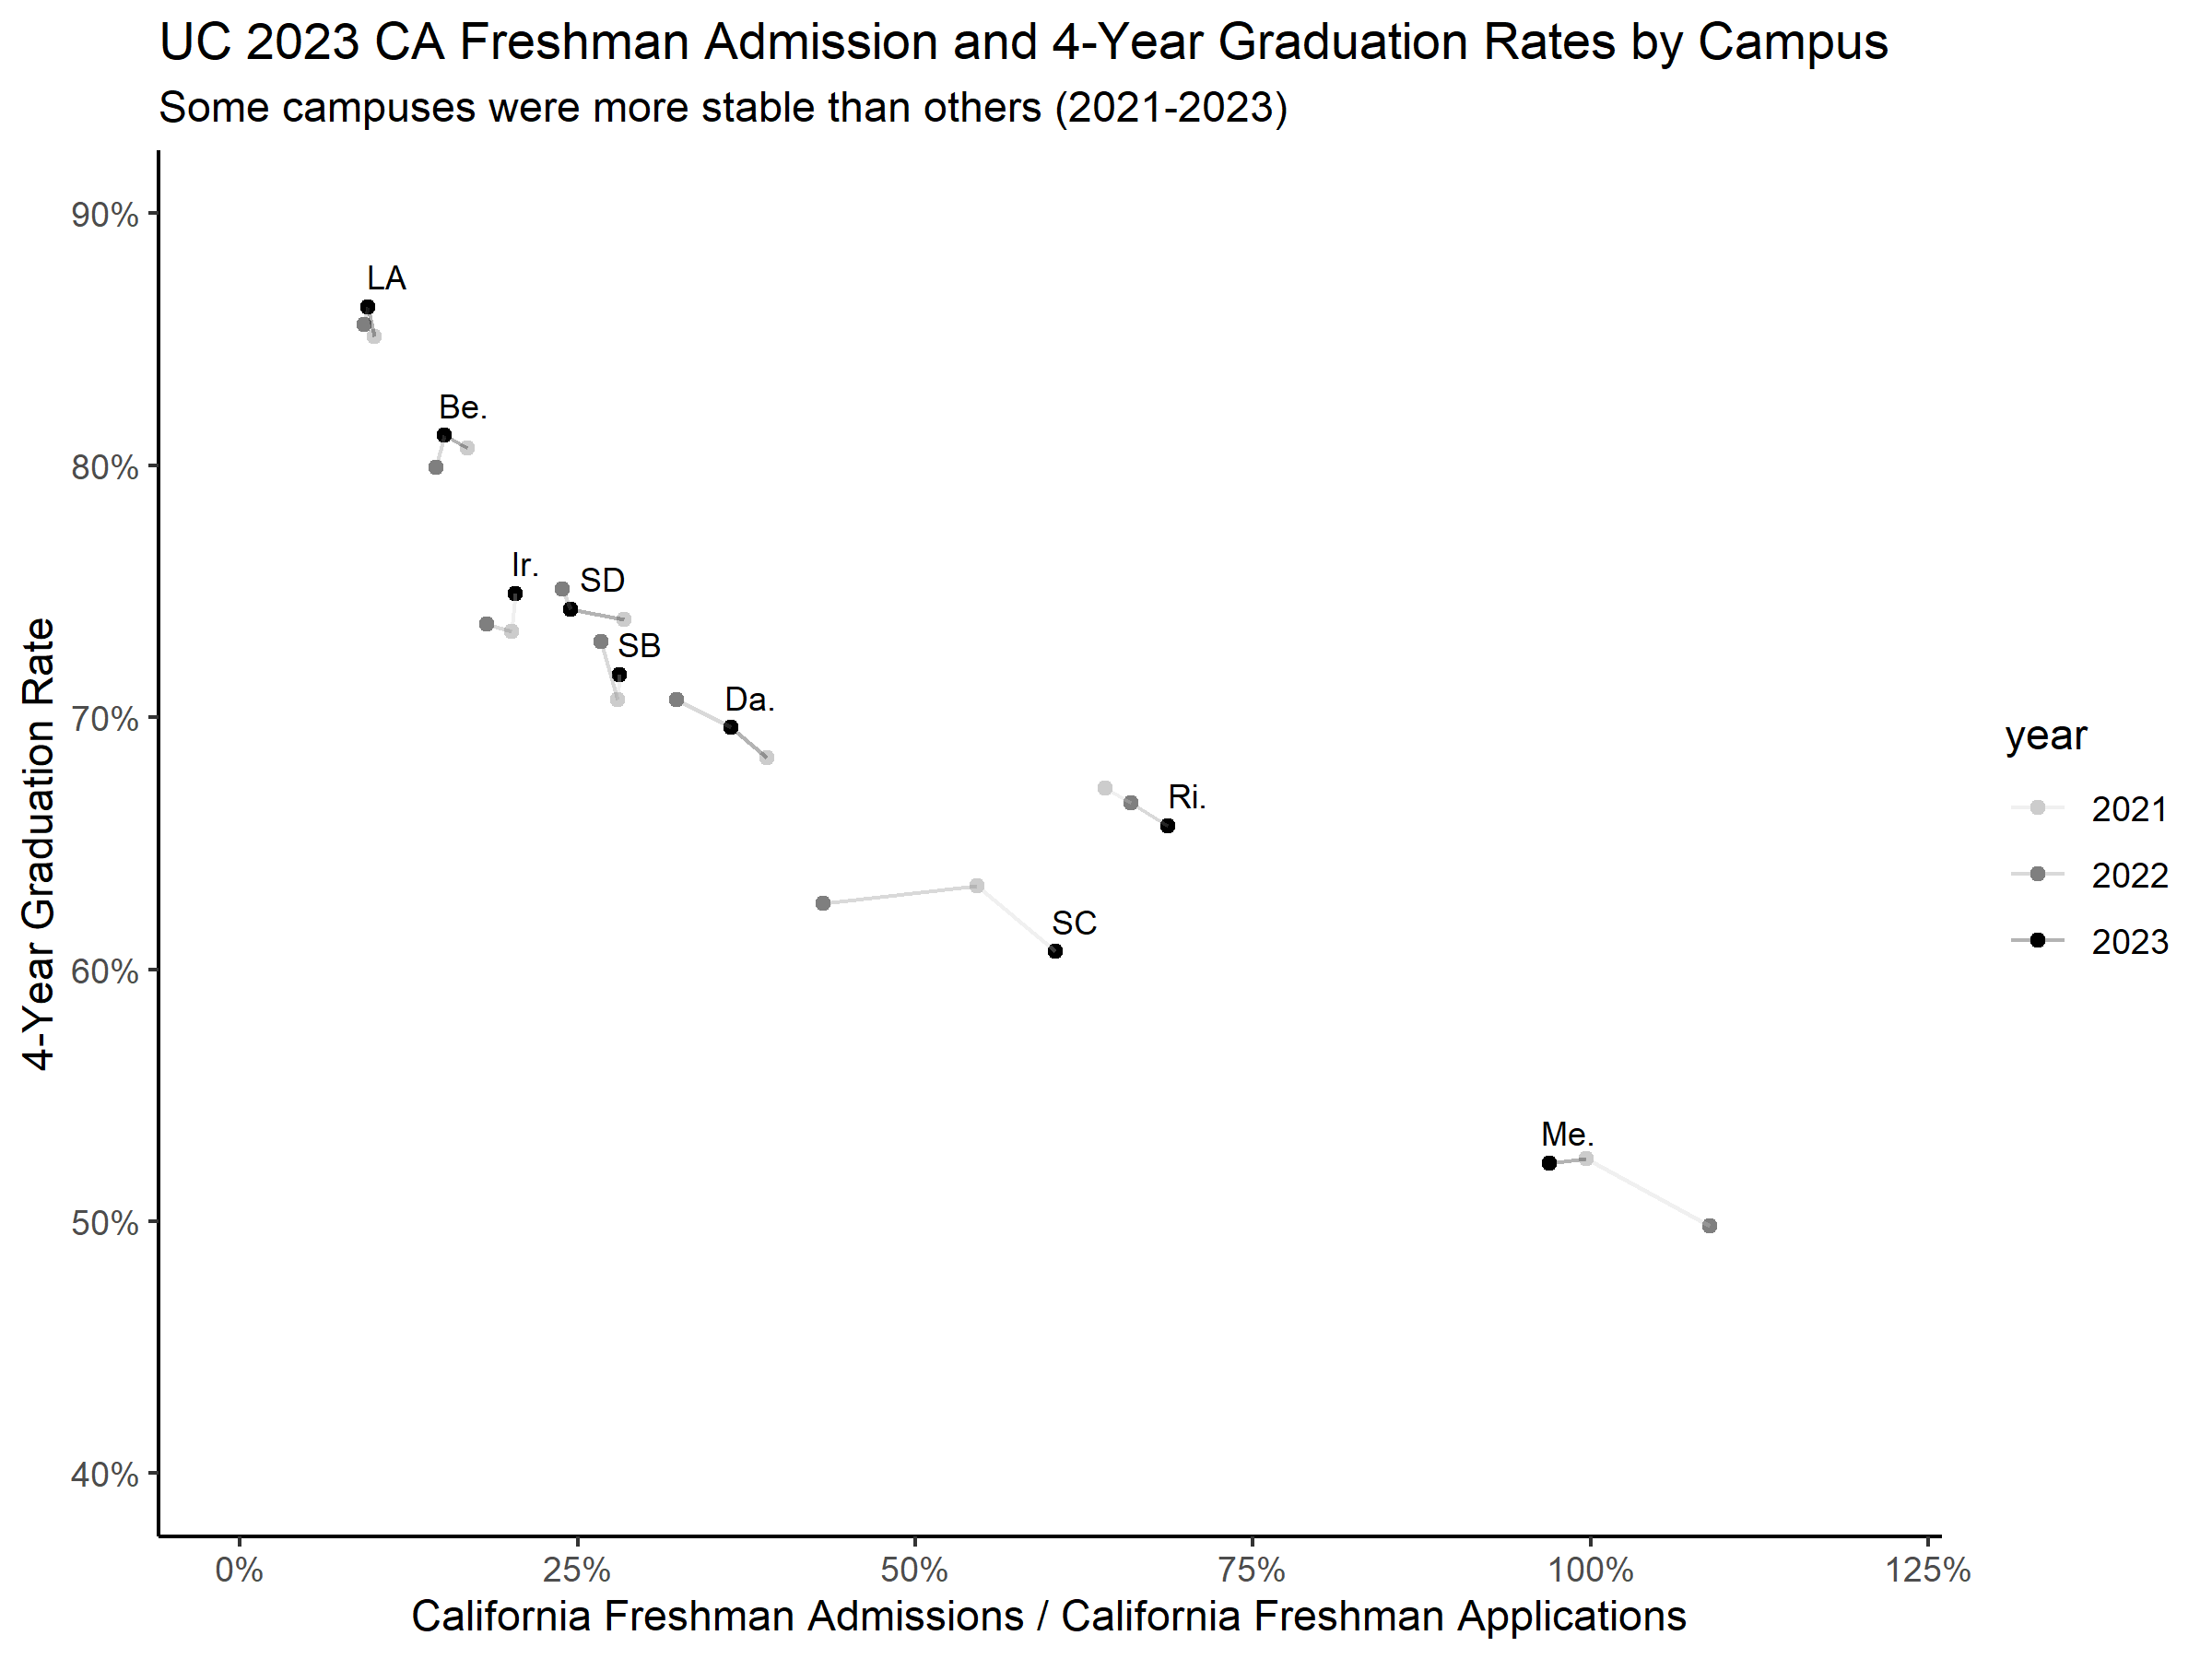 UC 2023 CA Freshman Admission and 4-Year Graduation Rates by Campus
Some campuses were more stable than others (2021-2023)
4-Year Graduation Rate
90%
80%
70%
60%
50%
40%
LA
Be.
Ir.
SD
SB
Da.
Ri.
SC
Me.
year
2021
2022
2023
0%
25%
50%
75%
100%
125%
California Freshman Admissions / California Freshman Applications